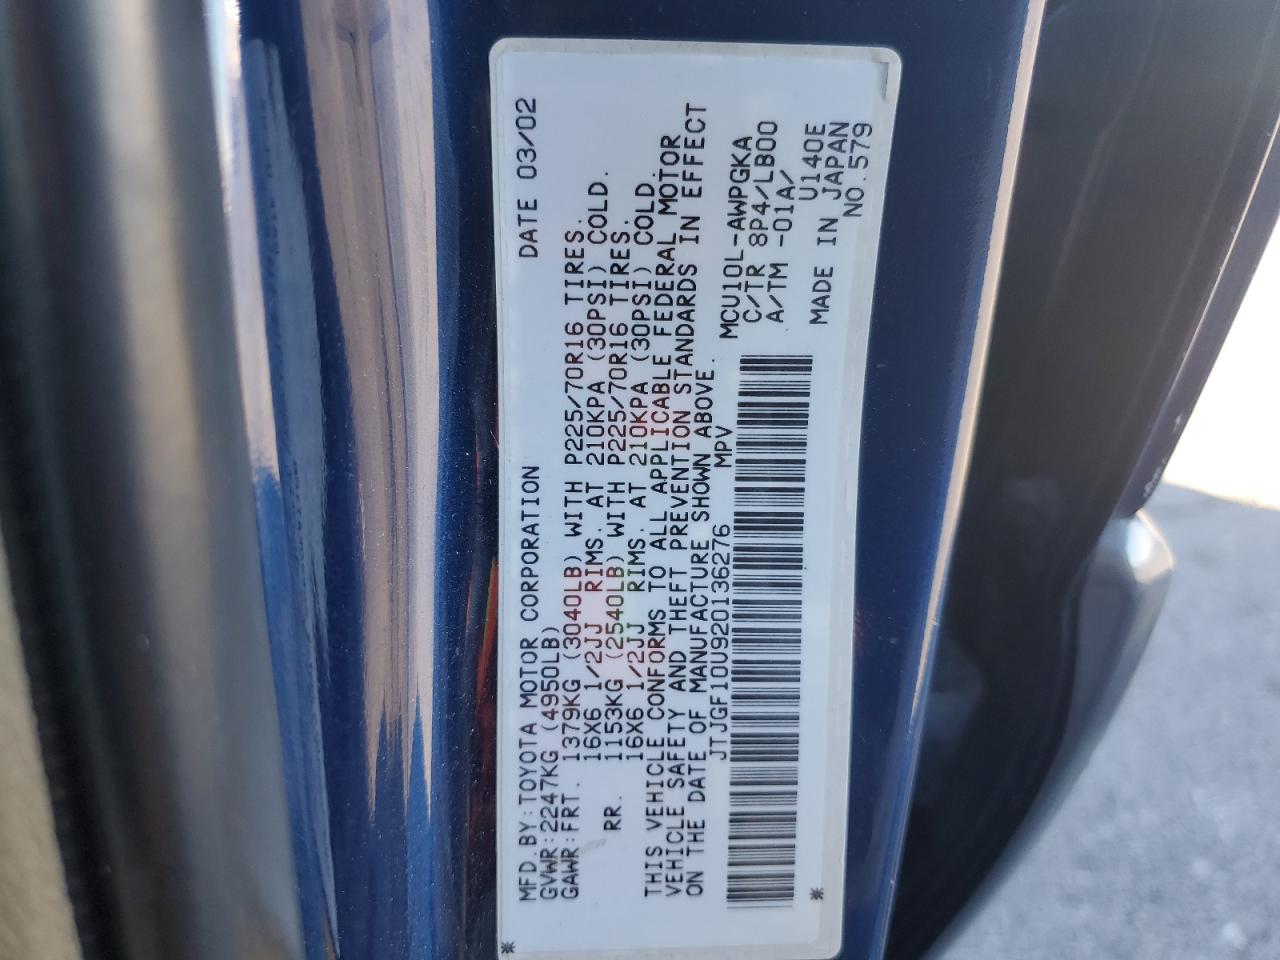 MFD.BY:TOYOTA MOTOR CORPORATION DATE 03/02
GVWR:2247KG(4950LB)
GAWR:FRT. 1379KG (3040LB) WITH P225/70R16 TIRES.
16X6 1/2JJ RIMS. AT 210KPA (30PSI) COLD.
RR. 1153KG (2540LB) WITH P225/70R16 TIRES.
16X6 1/2JJ RIMS. AT 210KPA (30PSI) COLD.
THIS VEHICLE CONFORMS TO ALL APPLICABLE FEDERAL MOTOR
VEHICLE SAFETY AND THEFT PREVENTION STANDARDS IN EFFECT
ON THE DATE OF MANUFACTURE SHOWN ABOVE.
JTJGF10U920136276 MPV
MCU10L-AWPGKA
C/TR 8P4/LB00
A/TM -01A/
U140E
MADE IN JAPAN
NO.579